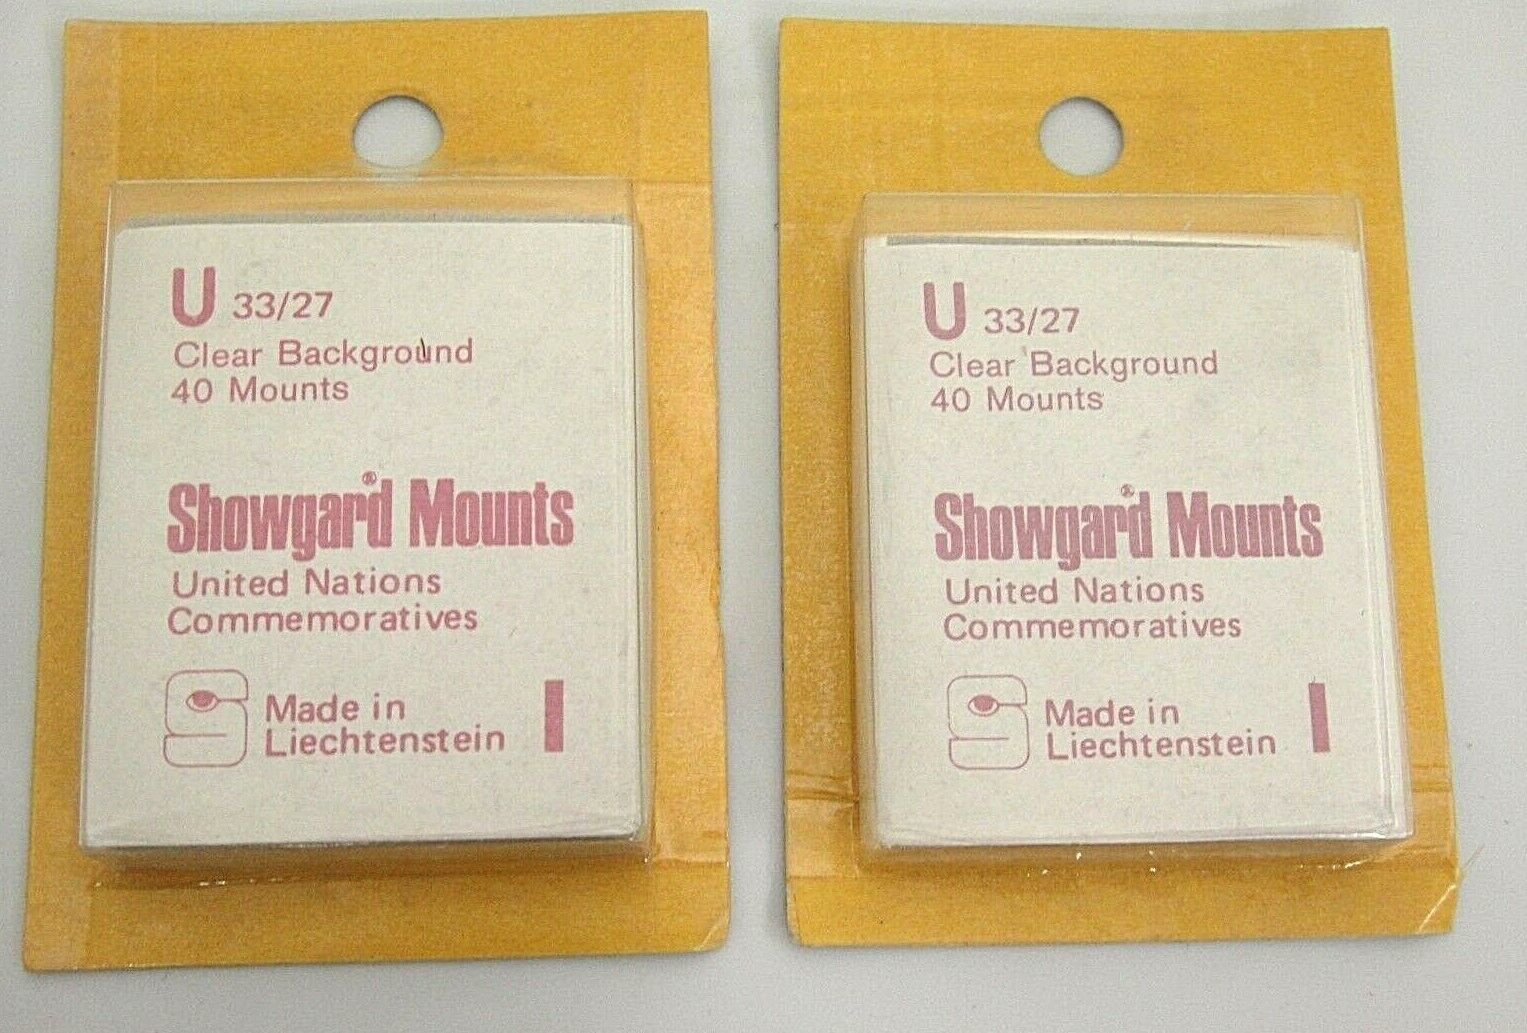 U 33/27
Clear Background
40 Mounts
Showgard® Mounts
United Nations
Commemoratives
Made in
Liechtenstein
U 33/27
Clear Background
40 Mounts
Showgard® Mounts
United Nations
Commemoratives
Made in
Liechtenstein